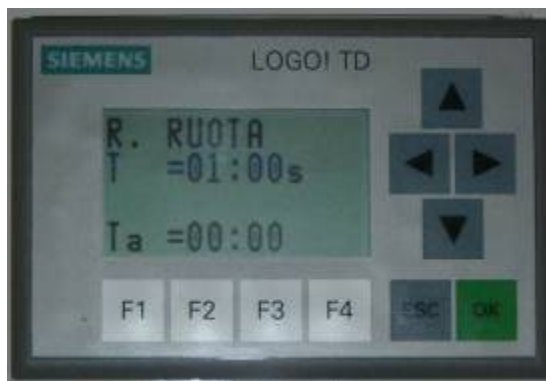 SIEMENS LOGO! TD
R. RUOTA
T =01:00s
Ta =00:00
F1 F2 F3 F4 ESC OK